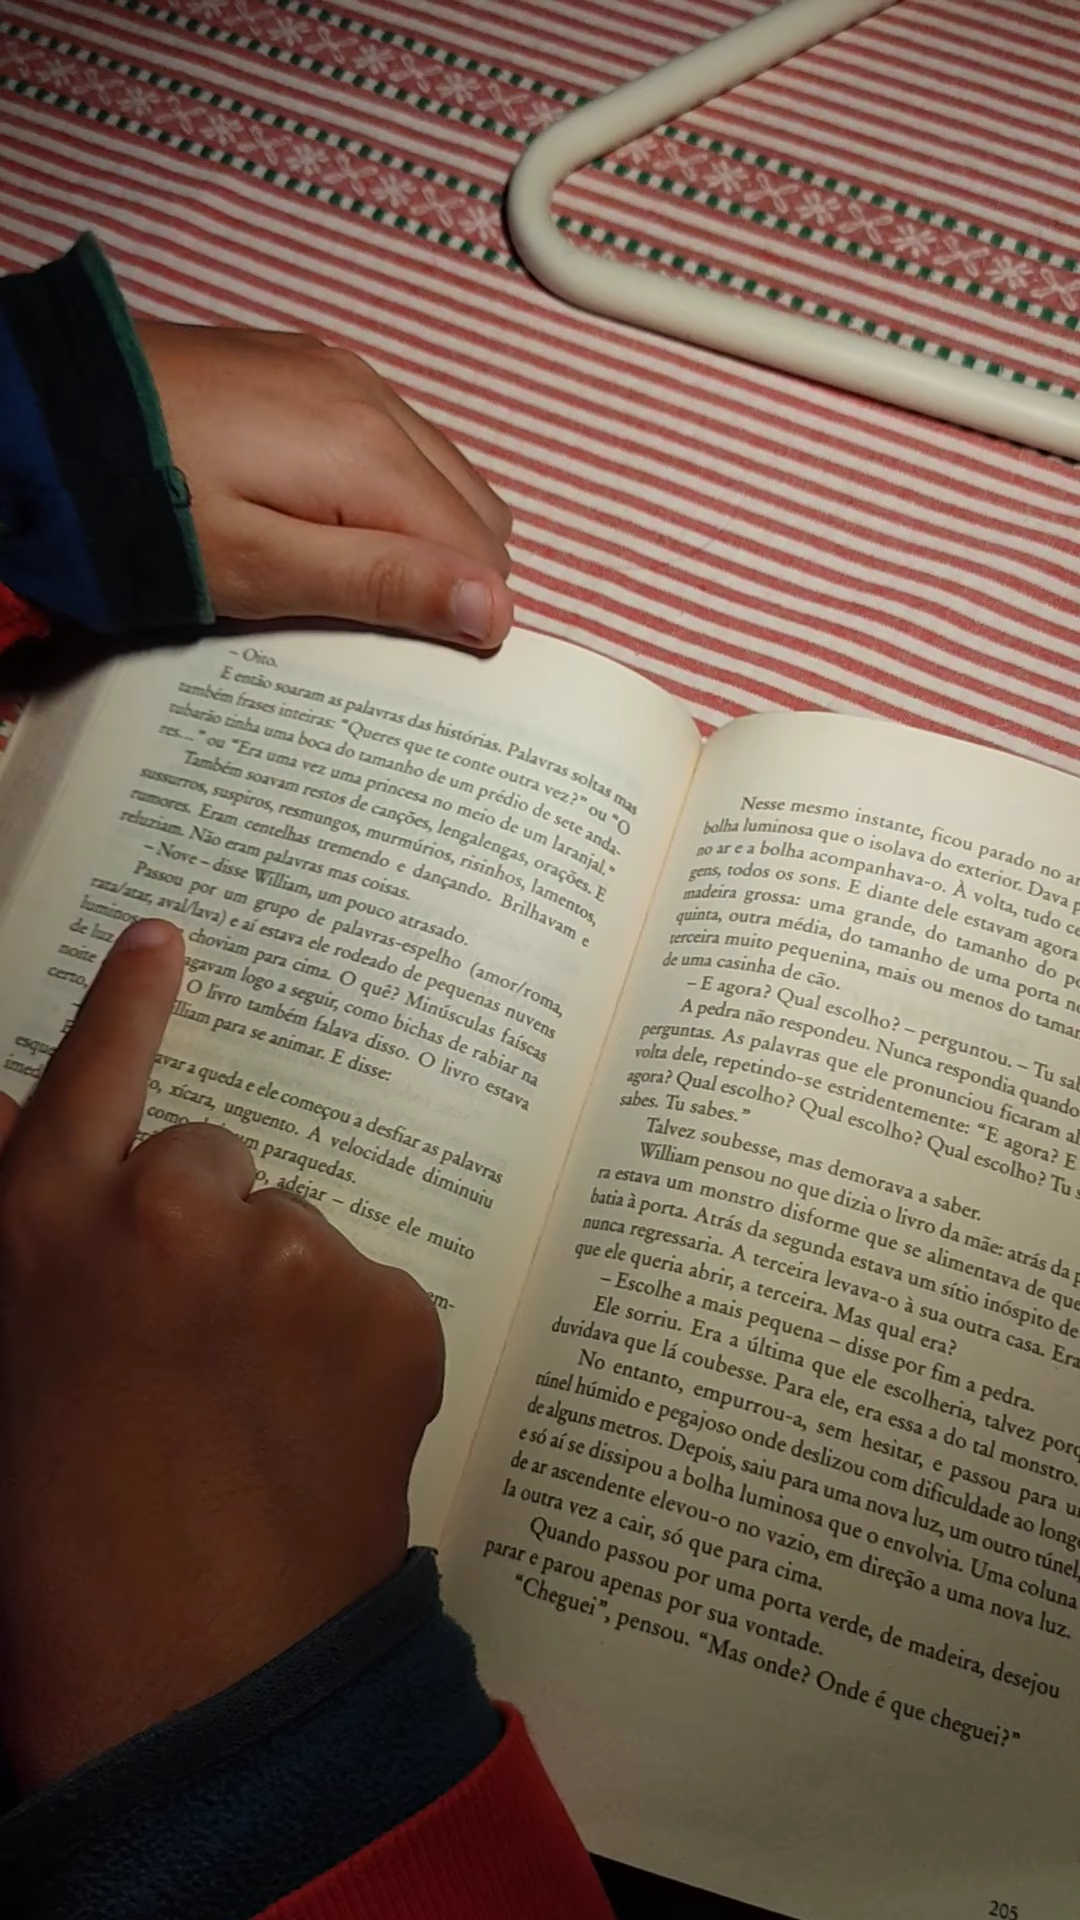 – Oito.
E então soaram as palavras das histórias. Palavras soltas mas
também frases inteiras: “Queres que te conte outra vez?” ou “O
tubarão tinha uma boca do tamanho de um prédio de sete anda-
res...” ou “Era uma vez uma princesa no meio de um laranjal.”
Também soavam restos de canções, lengalengas, orações. E
sussurros, suspiros, resmungos, murmúrios, risinhos, lamentos,
rumores. Eram centelhas tremendo e dançando. Brilhavam e
reluziam. Não eram palavras mas coisas.
– Nove – disse William, um pouco atrasado.
Passou por um grupo de palavras-espelho (amor/roma,
rata/atar, aval/lava) e aí estava ele rodeado de pequenas nuvens
choviam para cima. O quê? Minúsculas faíscas
de luz logo a seguir, como bichas de rabiar na
noite O livro também falava disso. O livro estava
certo, para se animar. E disse:
a queda e ele começou a desfiar as palavras
xícara, unguento. A velocidade diminuiu
como paraquedas.
adejar – disse ele muito
em-
Nesse mesmo instante, ficou parado no
bolha luminosa que o isolava do exterior. Dava
no ar e a bolha acompanhava-o. À volta, tudo
gens, todos os sons. E diante dele estavam agora
madeira grossa: uma grande, do tamanho do
quinta, outra média, do tamanho de uma porta
terceira muito pequenina, mais ou menos do
de uma casinha de cão.
– E agora? Qual escolho? – perguntou. – Tu
A pedra não respondeu. Nunca respondia quando
perguntas. As palavras que ele pronunciou ficaram
volta dele, repetindo-se estridentemente: “E agora? E
agora? Qual escolho? Qual escolho? Qual escolho? Tu
sabes. Tu sabes.”
Talvez soubesse, mas demorava a saber.
William pensou no que dizia o livro da mãe: atrás da
ra estava um monstro disforme que se alimentava de
batia à porta. Atrás da segunda estava um sítio inóspito de
nunca regressaria. A terceira levava-o à sua outra casa. Era
que ele queria abrir, a terceira. Mas qual era?
– Escolhe a mais pequena – disse por fim a pedra.
Ele sorriu. Era a última que ele escolheria, talvez
duvidava que lá coubesse. Para ele, era essa a do tal monstro.
No entanto, empurrou-a, sem hesitar, e passou para
túnel húmido e pegajoso onde deslizou com dificuldade ao
de alguns metros. Depois, saiu para uma nova luz, um outro túnel,
e só aí se dissipou a bolha luminosa que o envolvia. Uma coluna
de ar ascendente elevou-o no vazio, em direção a uma nova luz.
Ia outra vez a cair, só que para cima.
Quando passou por uma porta verde, de madeira, desejou
parar e parou apenas por sua vontade.
“Cheguei”, pensou. “Mas onde? Onde é que cheguei?”
205